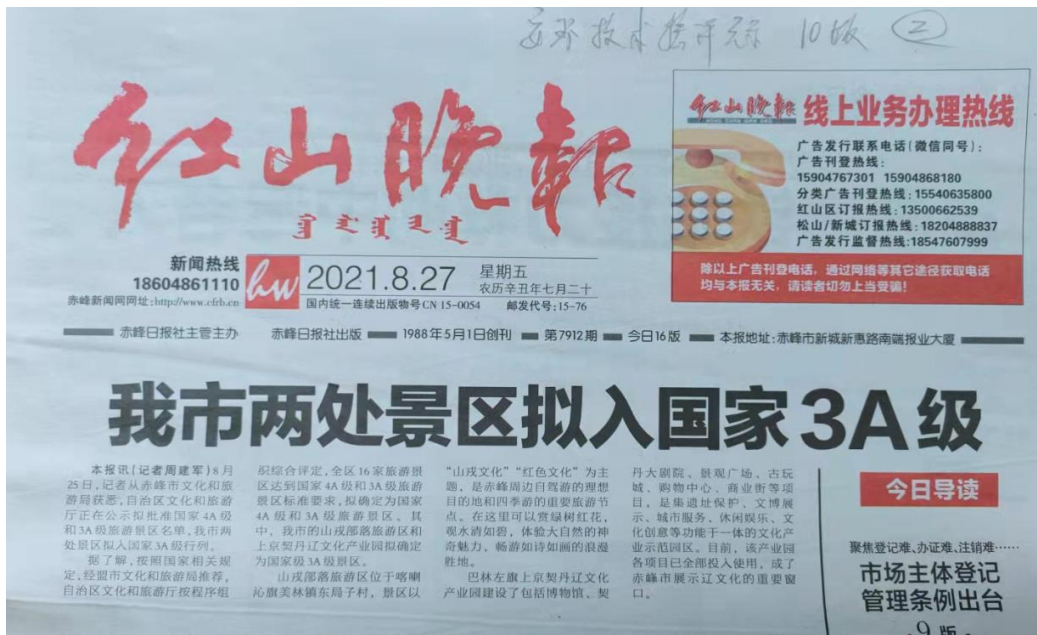 10版 ②
红山晚報
新闻热线
18604861110
赤峰新闻网网址:http://www.cfrb.cn
hw
2021.8.27
星期五
农历辛丑年七月二十
国内统一连续出版物号CN 15-0054 邮发代号:15-76
红山晚報 线上业务办理热线
广告发行联系电话(微信同号):
广告刊登热线:
15904767301 15904868180
分类广告刊登热线:15540635800
红山区订报热线:13500662539
松山/新城订报热线:18204888837
广告发行监督热线:18547607999
除以上广告刊登电话,通过网络等其它途径获取电话
均与本报无关,请读者切勿上当受骗!
赤峰日报社主管主办 赤峰日报社出版 1988年5月1日创刊 第7912期 今日16版 本报地址:赤峰市新城新惠路南端报业大厦
我市两处景区拟入国家3A级
本报讯(记者周建军)8月
25日,记者从赤峰市文化和旅
游局获悉,自治区文化和旅游
厅正在公示拟批准国家4A级
和3A级旅游景区名单,我市两
处景区拟入国家3A级行列。
据了解,按照国家相关规
定,经盟市文化和旅游局推荐,
自治区文化和旅游厅按程序组
织综合评定,全区16家旅游景
区达到国家4A级和3A级旅游
景区标准要求,拟确定为国家
4A级和3A级旅游景区。其
中,我市的山戎部落旅游区和
上京契丹辽文化产业园拟确定
为国家级3A级景区。
山戎部落旅游区位于喀喇
沁旗美林镇东局子村,景区以
“山戎文化”“红色文化”为主
题,是赤峰周边自驾游的理想
目的地和四季游的重要旅游节
点。在这里可以赏绿树红花,
观水清如碧,体验大自然的神
奇魅力,畅游如诗如画的浪漫
胜地。
巴林左旗上京契丹辽文化
产业园建设了包括博物馆、契
丹大剧院、景观广场、古玩
城、购物中心、商业街等项
目,是集遗址保护、文博展
示、城市服务、休闲娱乐、文
化创意等功能于一体的文化产
业示范园区。目前,该产业园
各项目已全部投入使用,成了
赤峰市展示辽文化的重要窗
口。
今日导读
聚焦登记难、办证难、注销难……
市场主体登记
管理条例出台
·9版·